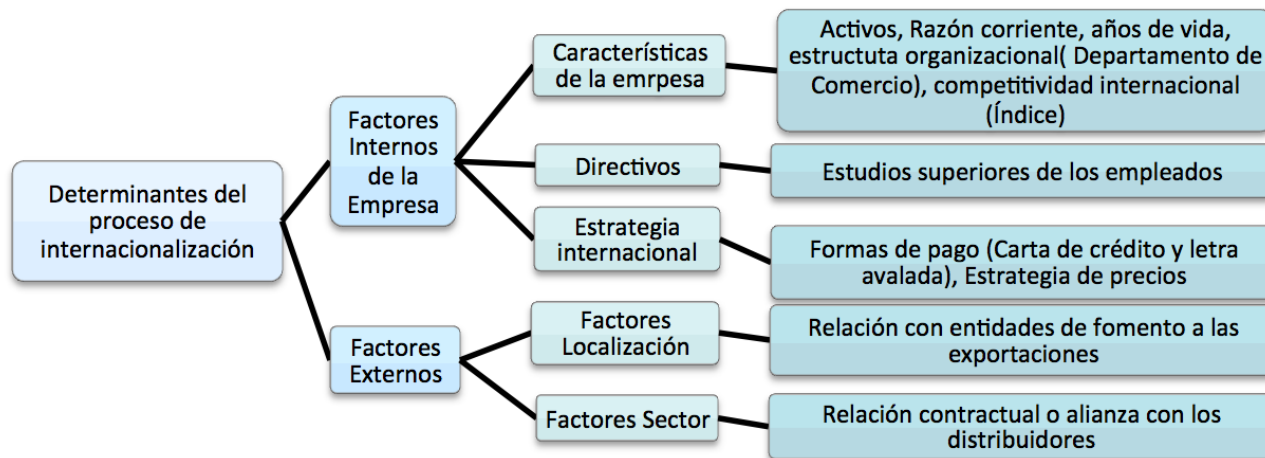 Determinantes del
proceso de
internacionalización
Factores
Internos
de la
Empresa
Características
de la emrpesa
Activos, Razón corriente, años de vida,
estructuta organizacional( Departamento de
Comercio), competividad internacional
(Índice)
Directivos
Estudios superiores de los empleados
Estrategia
internacional
Formas de pago (Carta de crédito y letra
avalada), Estrategia de precios
Factores
Externos
Factores
Localización
Relación con entidades de fomento a las
exportaciones
Factores Sector
Relación contractual o alianza con los
distribuidores